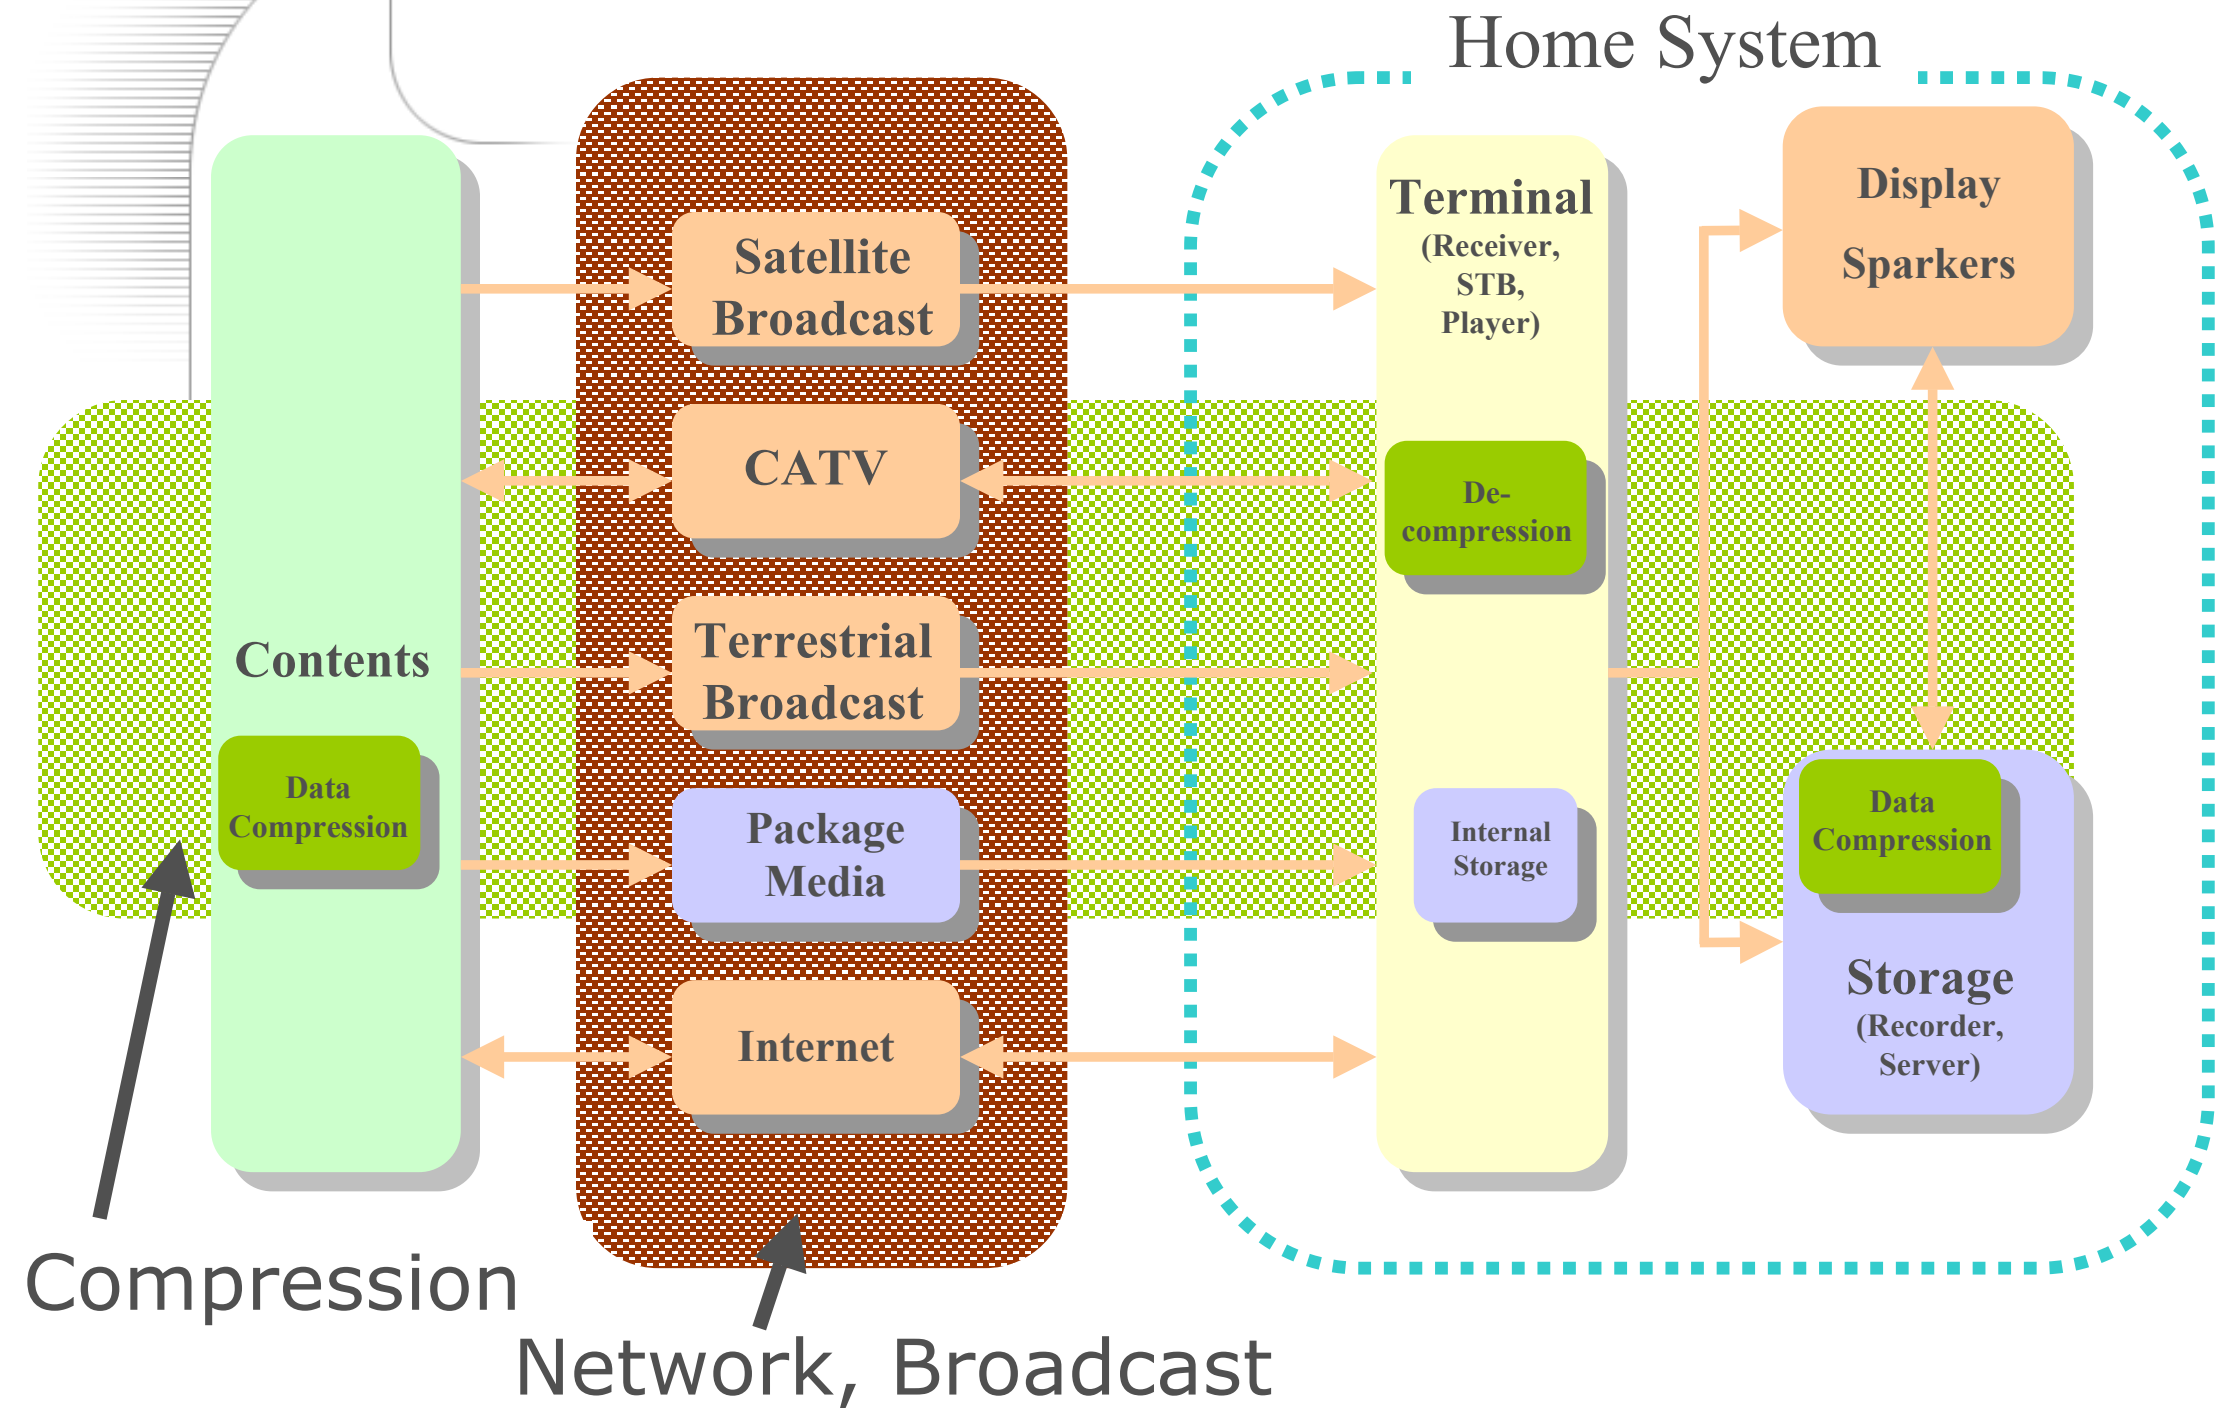 Home System
Contents
Data
Compression
Satellite
Broadcast
CATV
Terrestrial
Broadcast
Package
Media
Internet
Terminal
(Receiver,
STB,
Player)
De-
compression
Internal
Storage
Display
Sparkers
Data
Compression
Storage
(Recorder,
Server)
Compression
Network, Broadcast